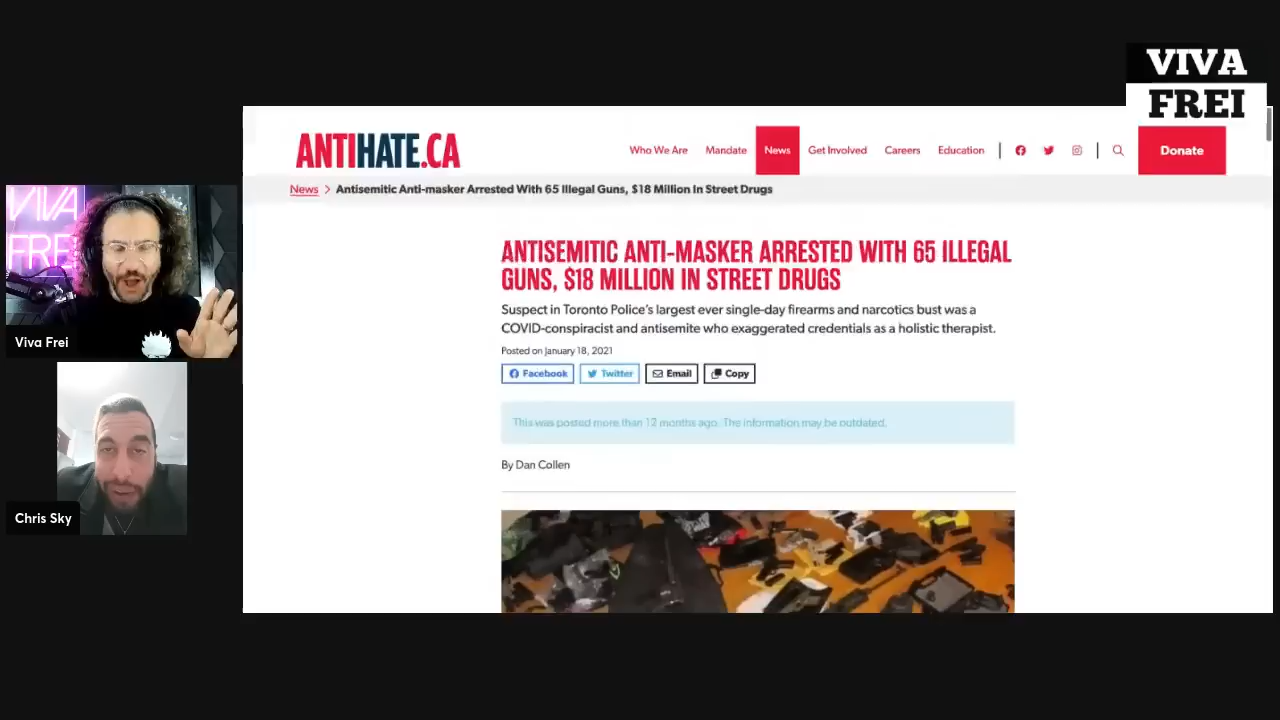 VIVA
FREI
ANTIHATE.CA
Who We Are
Mandate
News
Get Involved
Careers
Education
Donate
News > Antisemitic Anti-masker Arrested With 65 Illegal Guns, $18 Million In Street Drugs
ANTISEMITIC ANTI-MASKER ARRESTED WITH 65 ILLEGAL
GUNS, $18 MILLION IN STREET DRUGS
Suspect in Toronto Police's largest ever single-day firearms and narcotics bust was a
COVID-conspiracist and antisemite who exaggerated credentials as a holistic therapist.
Posted on January 18, 2021
Facebook
Twitter
Email
Copy
This was posted more than 12 months ago. The information may be outdated.
By Dan Collen
VIVA
FREI
Viva Frei
Chris Sky